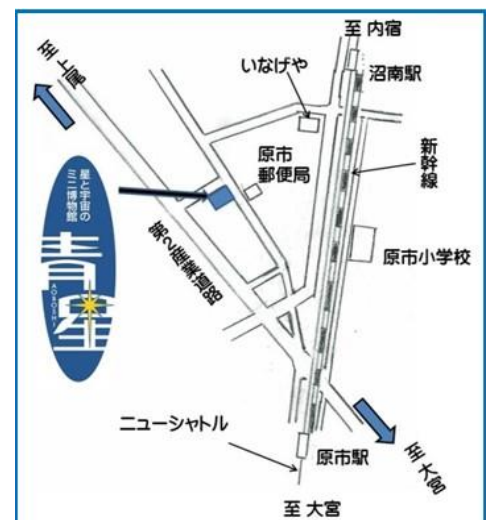 至 内宿
至 上尾
いなげや
沼南駅
原市
郵便局
新幹線
星と宇宙の
ミニ博物館
青星
AOBOSHI
第2産業道路
原市小学校
ニューシャトル
原市駅
至 大宮
至 大宮